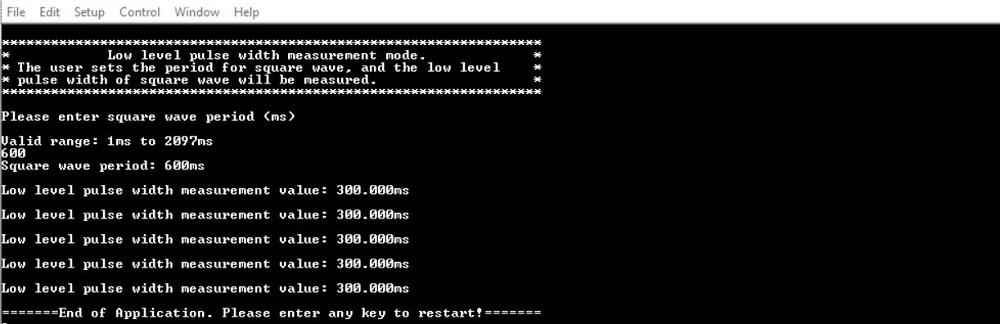 File Edit Setup Control Window Help
*******************************************************************
* Low level pulse width measurement mode. *
* The user sets the period for square wave, and the low level *
* pulse width of square wave will be measured. *
*******************************************************************
Please enter square wave period (ms)
Valid range: 1ms to 2097ms
600
Square wave period: 600ms
Low level pulse width measurement value: 300.000ms
Low level pulse width measurement value: 300.000ms
Low level pulse width measurement value: 300.000ms
Low level pulse width measurement value: 300.000ms
Low level pulse width measurement value: 300.000ms
=======End of Application. Please enter any key to restart!=======